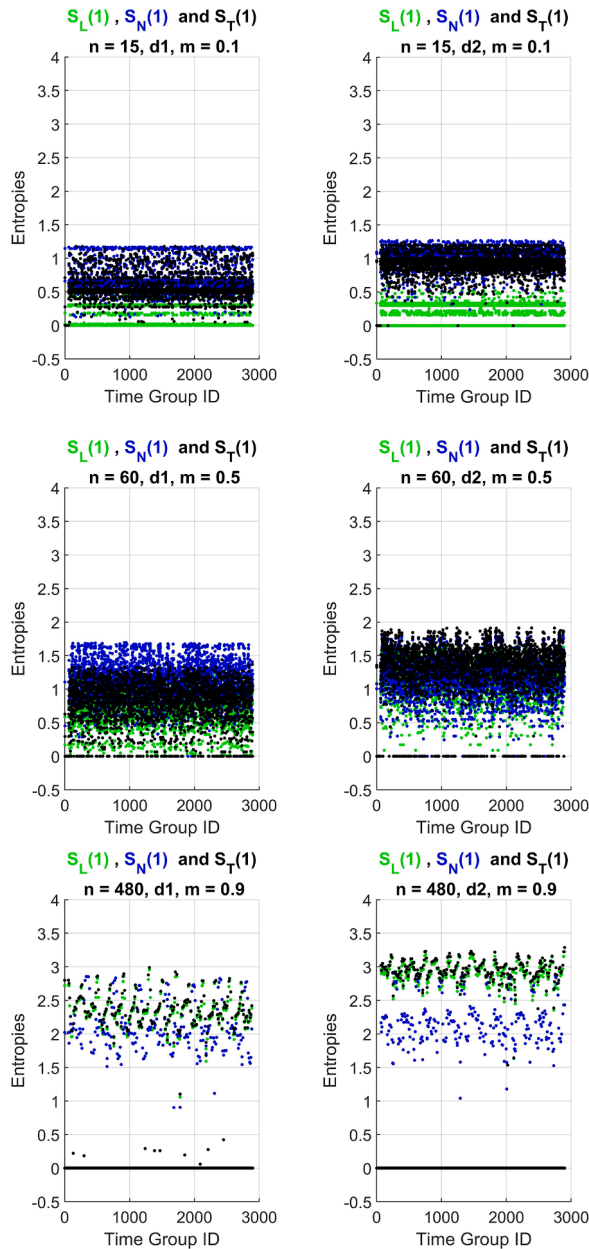 S_L(1) , S_N(1) and S_T(1)
n = 15, d1, m = 0.1
4
3.5
3
2.5
2
1.5
1
0.5
0
-0.5
Entropies
0 1000 2000 3000
Time Group ID
S_L(1) , S_N(1) and S_T(1)
n = 15, d2, m = 0.1
4
3.5
3
2.5
2
1.5
1
0.5
0
-0.5
Entropies
0 1000 2000 3000
Time Group ID
S_L(1) , S_N(1) and S_T(1)
n = 60, d1, m = 0.5
4
3.5
3
2.5
2
1.5
1
0.5
0
-0.5
Entropies
0 1000 2000 3000
Time Group ID
S_L(1) , S_N(1) and S_T(1)
n = 60, d2, m = 0.5
4
3.5
3
2.5
2
1.5
1
0.5
0
-0.5
Entropies
0 1000 2000 3000
Time Group ID
S_L(1) , S_N(1) and S_T(1)
n = 480, d1, m = 0.9
4
3.5
3
2.5
2
1.5
1
0.5
0
-0.5
Entropies
0 1000 2000 3000
Time Group ID
S_L(1) , S_N(1) and S_T(1)
n = 480, d2, m = 0.9
4
3.5
3
2.5
2
1.5
1
0.5
0
-0.5
Entropies
0 1000 2000 3000
Time Group ID